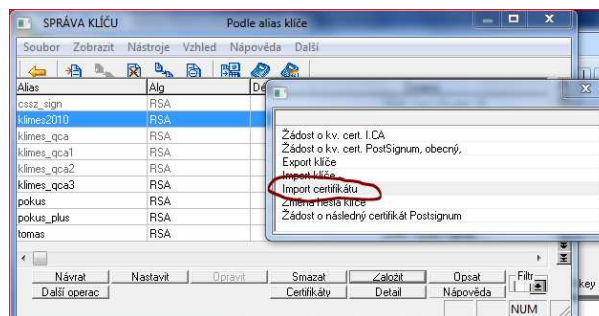 SPRÁVA KLÍČU Podle alias klíče
Soubor Zobrazit Nástroje Vzhled Nápověda Další
Alias Alg
cssz_sign RSA
klimes2010 RSA
klimes_qca RSA
klimes_qca1 RSA
klimes_qca2 RSA
klimes_qca3 RSA
pokus RSA
pokus_plus RSA
tomas RSA
Žádost o kv. cert. I.CA
Žádost o kv. cert. PostSignum, obecný,
Export klíče
Import klíče
Import certifikátu
Změna hesla klíče
Žádost o následný certifikát Postsignum
Návrat Nastavit Opravit Smazat Založit Opsat Filtr
Další operac Certifikáty Detail Nápověda
key
NUM